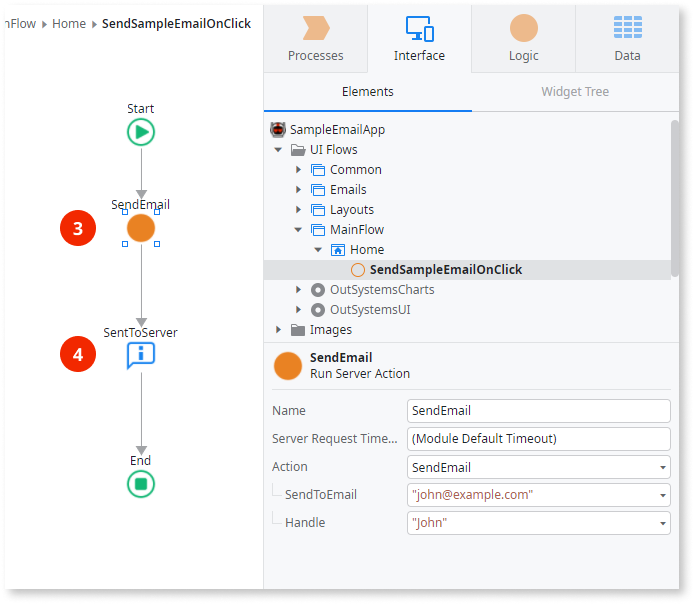 nFlow Home SendSampleEmailOnClick
Start
SendEmail
3
SentToServer
4
End
Processes
Interface
Logic
Data
Elements
Widget Tree
SampleEmailApp
UI Flows
Common
Emails
Layouts
MainFlow
Home
SendSampleEmailOnClick
OutSystemsCharts
OutSystemsUI
Images
SendEmail
Run Server Action
Name SendEmail
Server Request Time... (Module Default Timeout)
Action SendEmail
SendToEmail "john@example.com"
Handle "John"